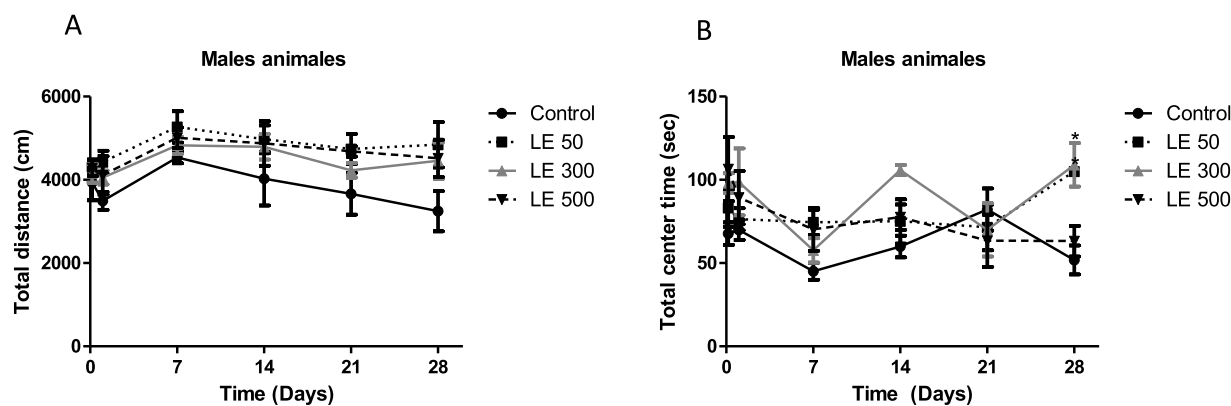 A
Males animales
Total distance (cm)
6000
4000
2000
0
0 7 14 21 28
Time (Days)
Control
LE 50
LE 300
LE 500
B
Males animales
Total center time (sec)
150
100
50
0
0 7 14 21 28
Time (Days)
*
*
Control
LE 50
LE 300
LE 500